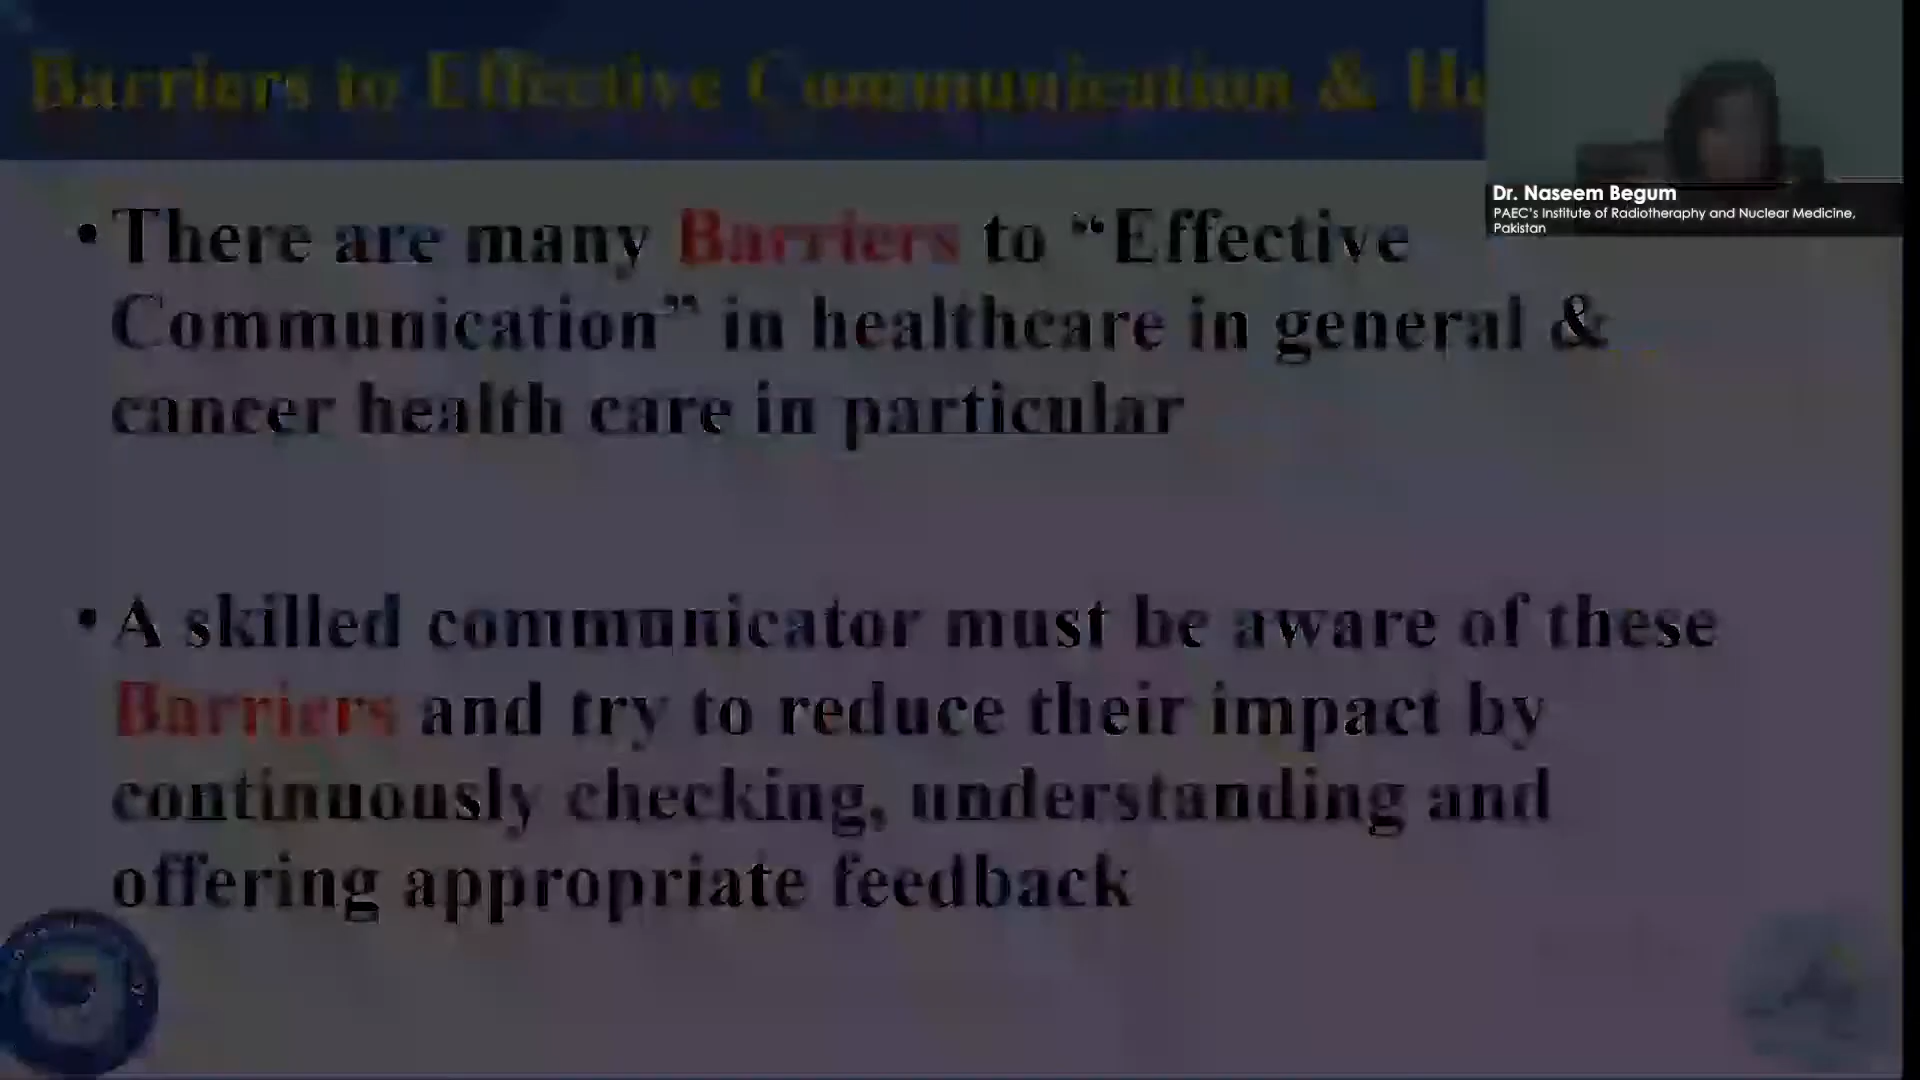 Barriers to Effective Communication & He
Dr. Naseem Begum
PAEC's Institute of Radiotheraphy and Nuclear Medicine,
Pakistan
• There are many Barriers to “Effective
Communication” in healthcare in general &
cancer health care in particular
• A skilled communicator must be aware of these
Barriers and try to reduce their impact by
continuously checking, understanding and
offering appropriate feedback